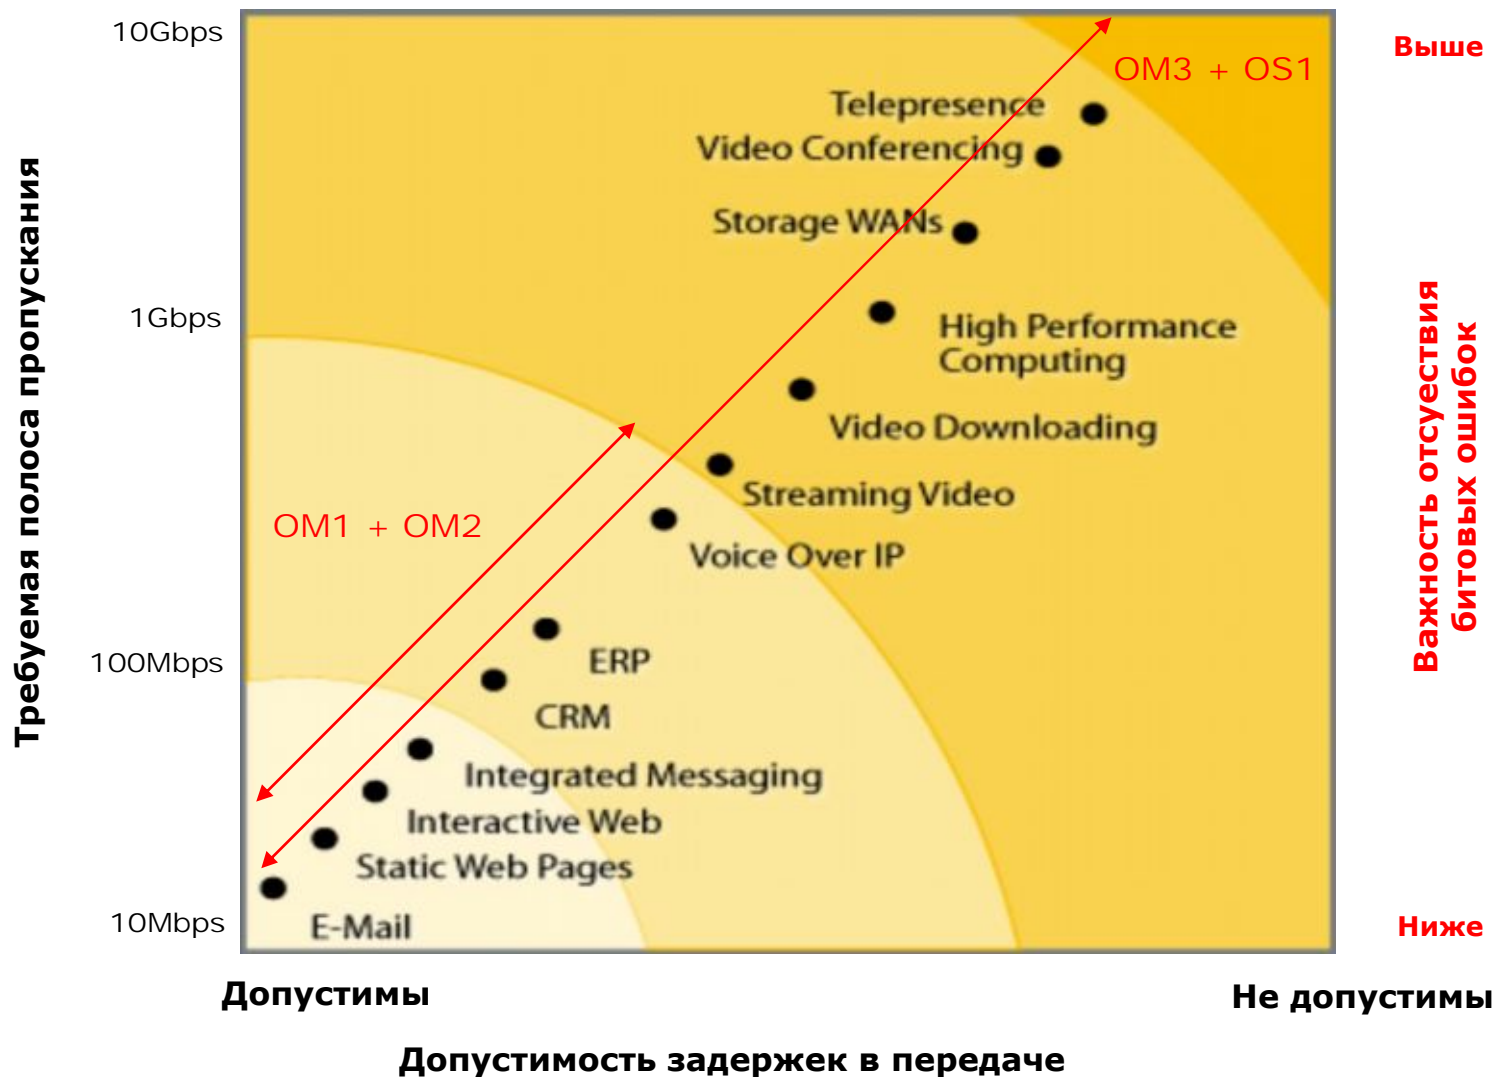 10Gbps
Выше
OM3 + OS1
Telepresence
Video Conferencing
Storage WANs
1Gbps
High Performance
Computing
Video Downloading
Streaming Video
OM1 + OM2
Voice Over IP
ERP
100Mbps
CRM
Integrated Messaging
Interactive Web
Static Web Pages
10Mbps
E-Mail
Ниже
Требуемая полоса пропускания
Важность отсуествия
битовых ошибок
Допустимы
Не допустимы
Допустимость задержек в передаче